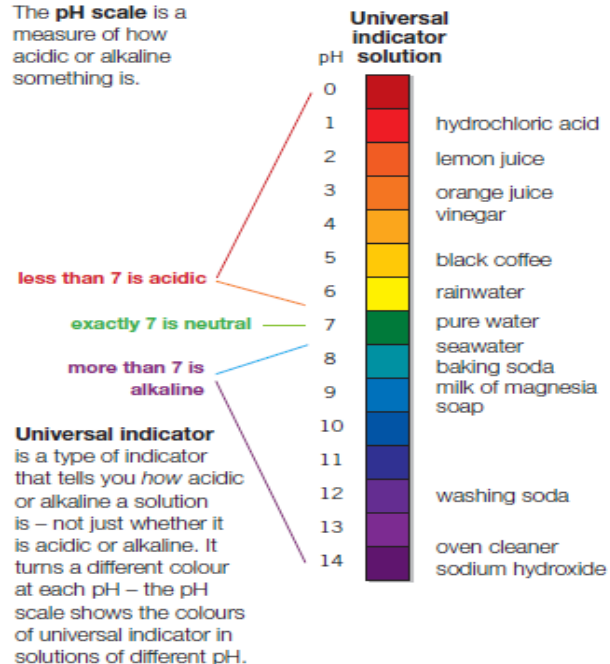 The pH scale is a
measure of how
acidic or alkaline
something is.
Universal
indicator
solution
pH
0
1 hydrochloric acid
2 lemon juice
3 orange juice
vinegar
4
5 black coffee
less than 7 is acidic
6 rainwater
exactly 7 is neutral
7 pure water
seawater
more than 7 is
alkaline
8 baking soda
9 milk of magnesia
soap
10
11
12 washing soda
13
oven cleaner
14 sodium hydroxide
Universal indicator
is a type of indicator
that tells you how acidic
or alkaline a solution
is – not just whether it
is acidic or alkaline. It
turns a different colour
at each pH – the pH
scale shows the colours
of universal indicator in
solutions of different pH.